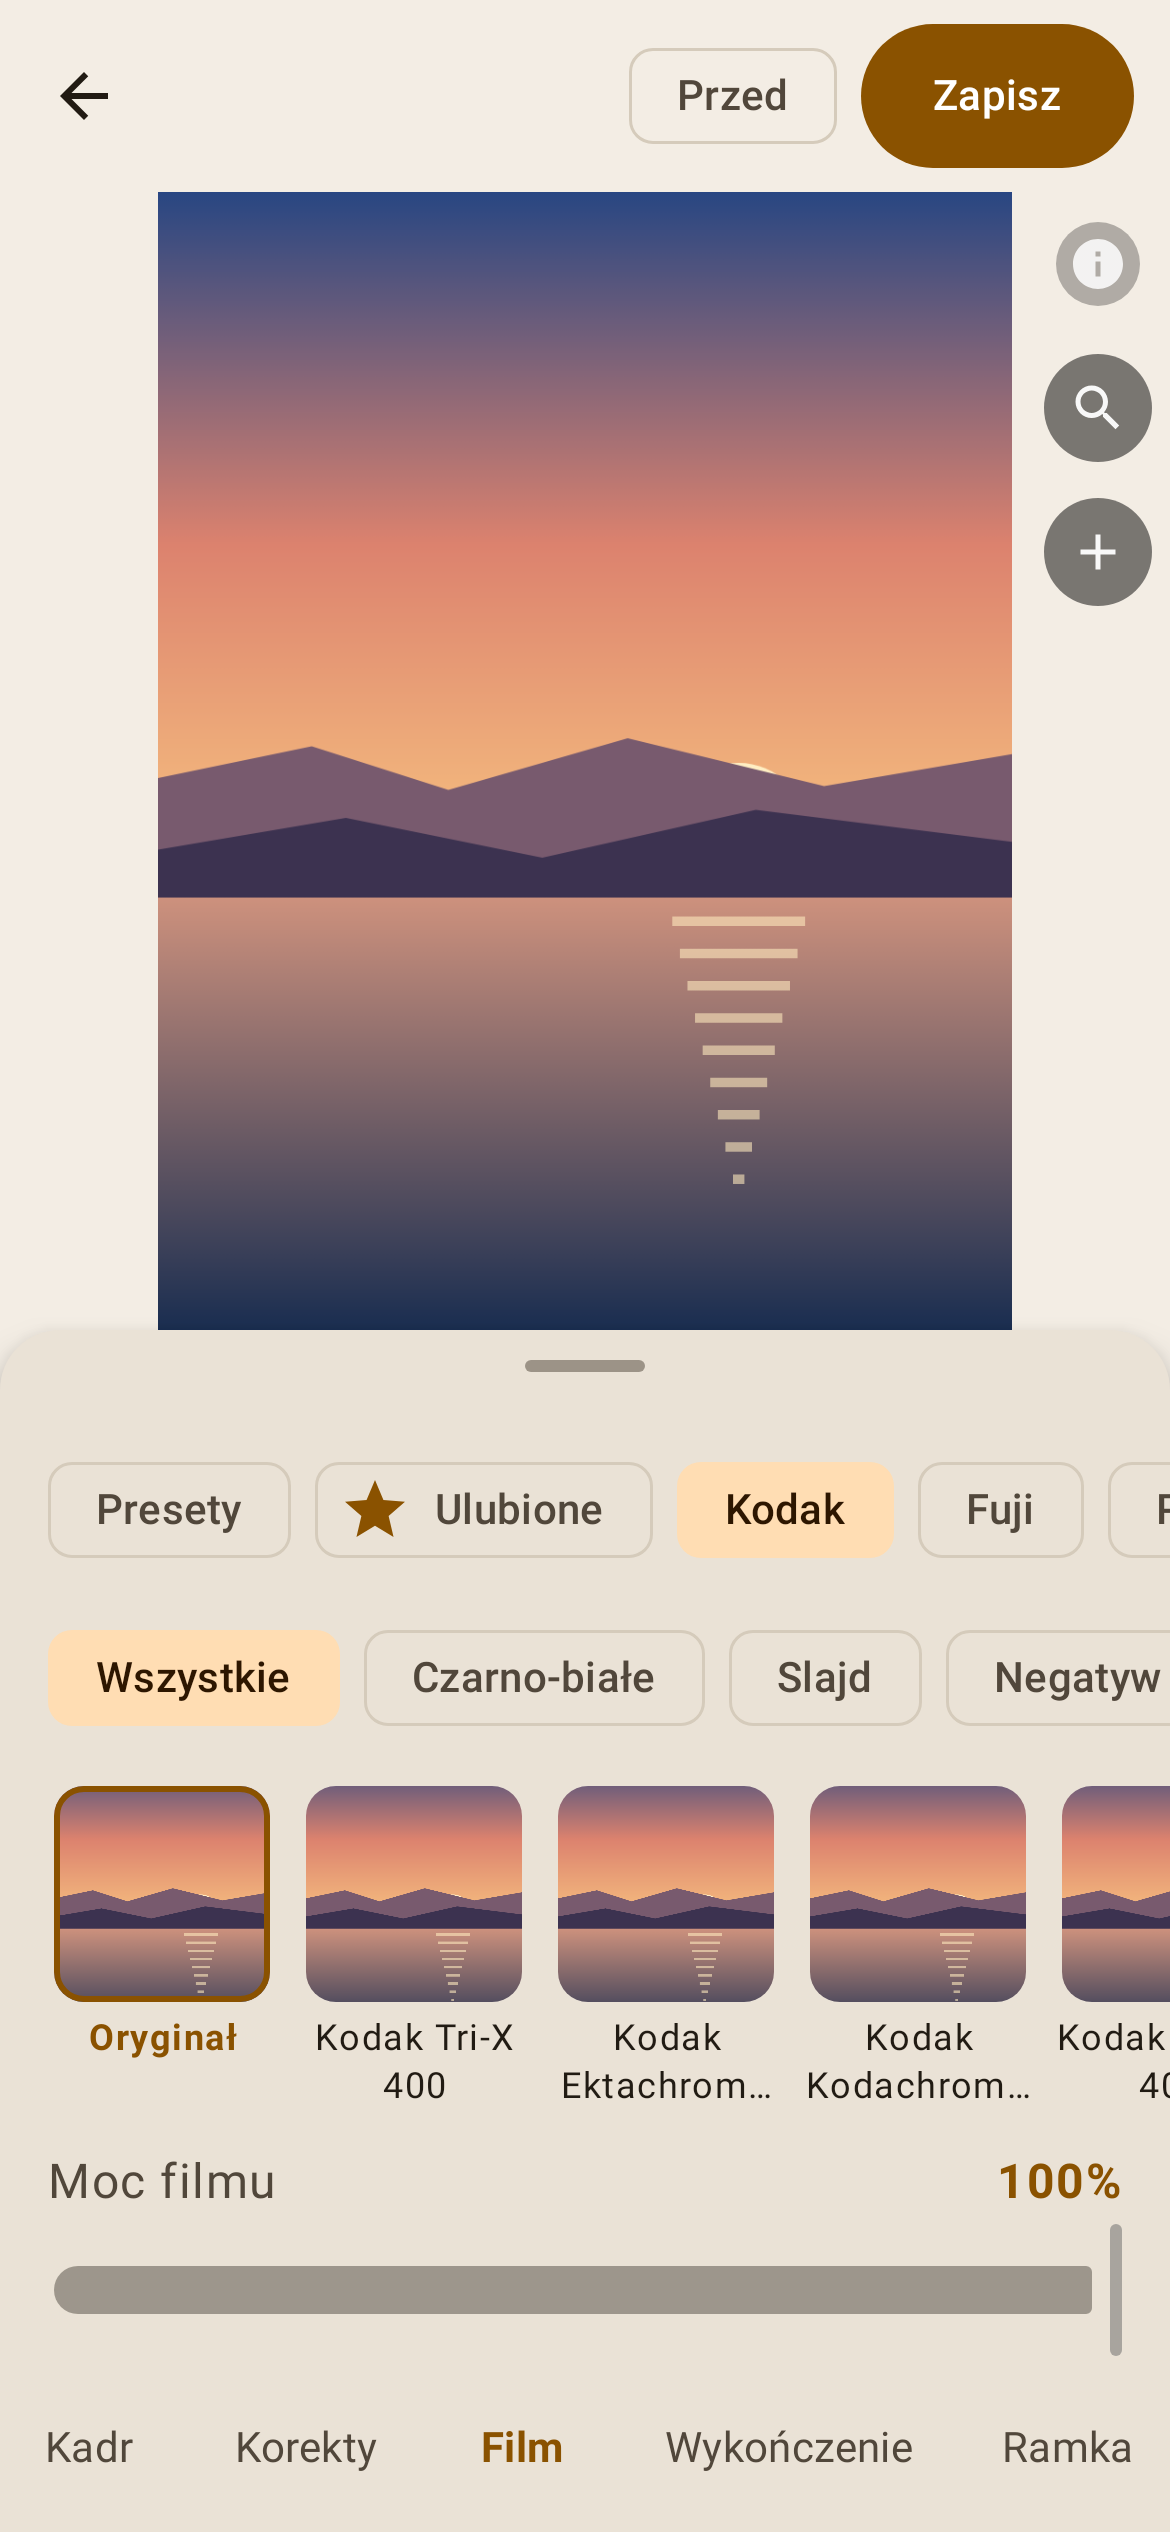 Przed
Zapisz
Presety
Ulubione
Kodak
Fuji
Wszystkie
Czarno-białe
Slajd
Negatyw
Oryginał
Kodak Tri-X
400
Kodak
Ektachrom…
Kodak
Kodachrom…
Kodak
Moc filmu
100%
Kadr
Korekty
Film
Wykończenie
Ramka